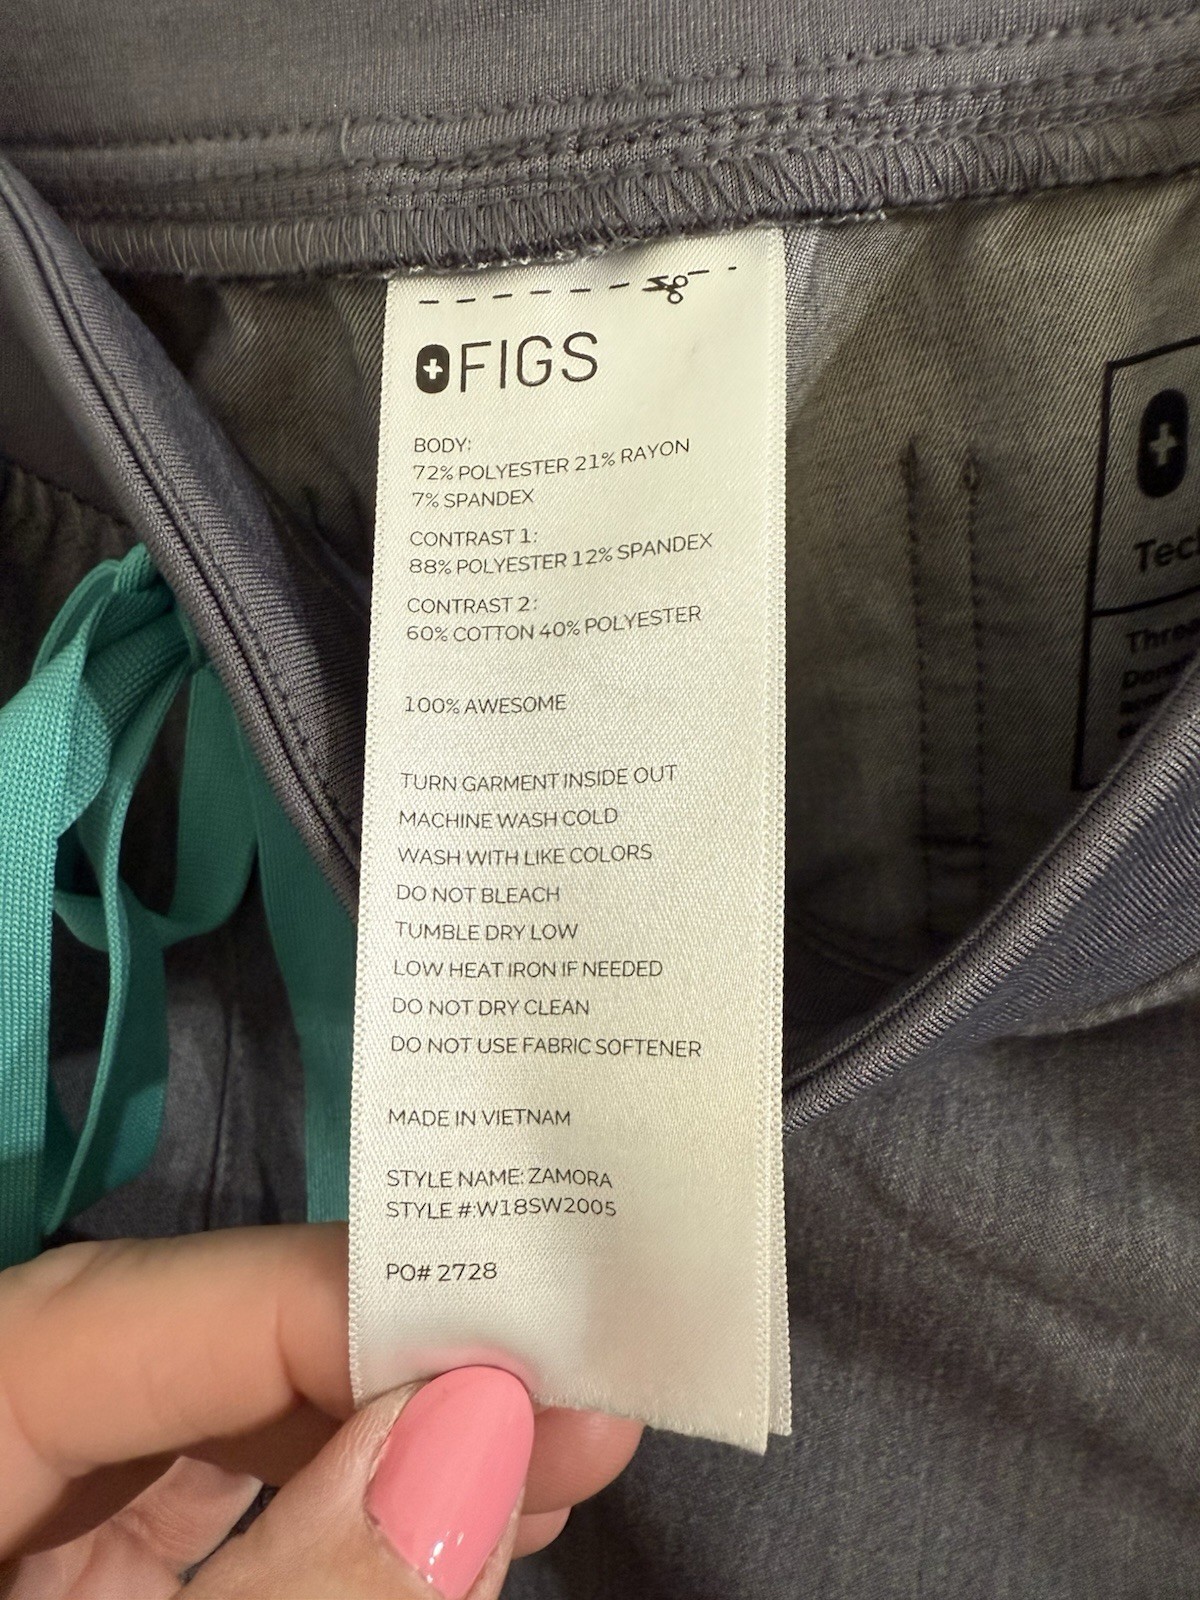 FIGS
BODY:
72% POLYESTER 21% RAYON
7% SPANDEX
CONTRAST 1:
88% POLYESTER 12% SPANDEX
CONTRAST 2:
60% COTTON 40% POLYESTER
100% AWESOME
TURN GARMENT INSIDE OUT
MACHINE WASH COLD
WASH WITH LIKE COLORS
DO NOT BLEACH
TUMBLE DRY LOW
LOW HEAT IRON IF NEEDED
DO NOT DRY CLEAN
DO NOT USE FABRIC SOFTENER
MADE IN VIETNAM
STYLE NAME: ZAMORA
STYLE #:W18SW2005
PO# 2728